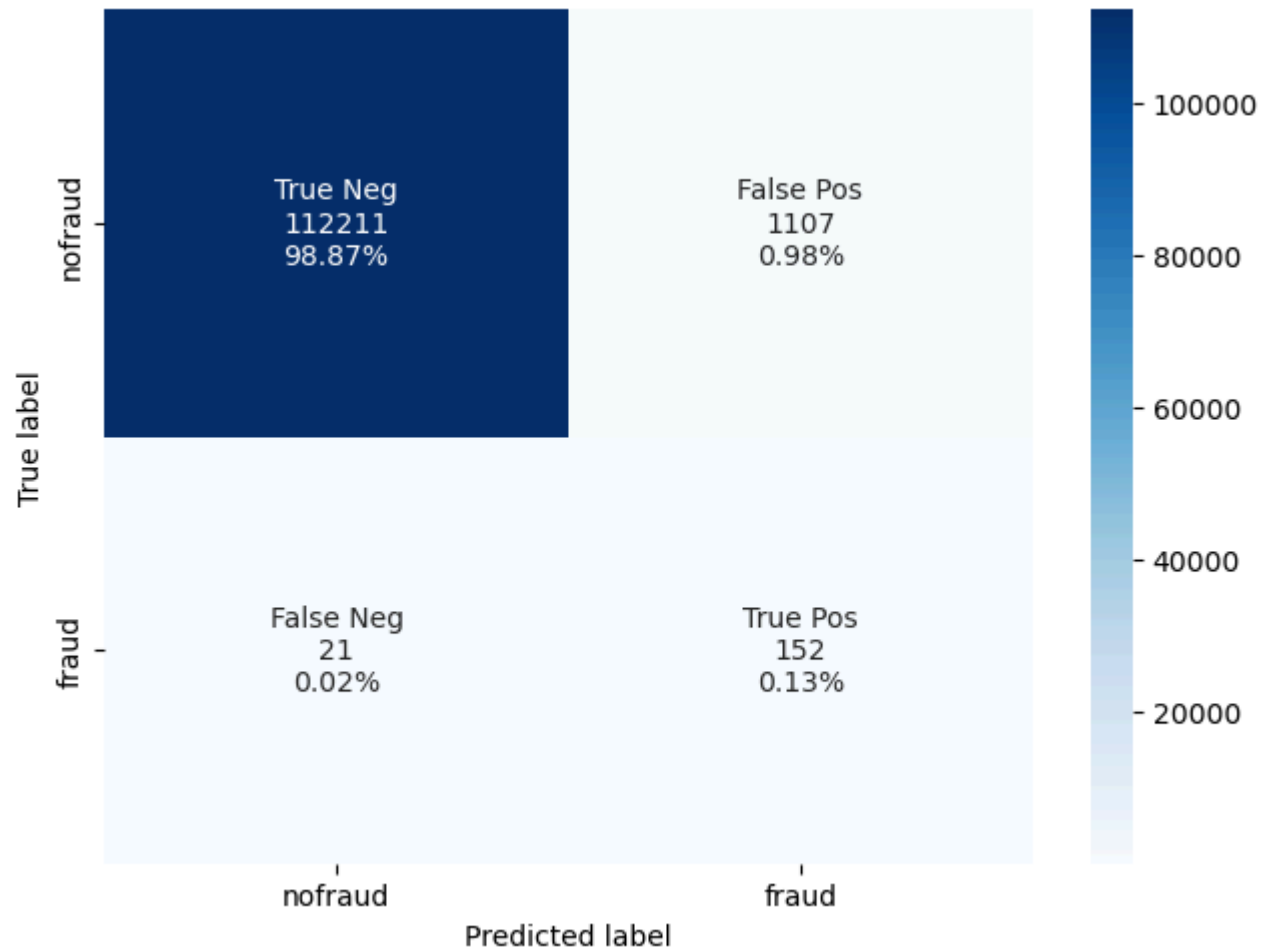 True Neg
112211
98.87%
False Pos
1107
0.98%
False Neg
21
0.02%
True Pos
152
0.13%
nofraud
fraud
True label
nofraud
fraud
Predicted label
100000
80000
60000
40000
20000